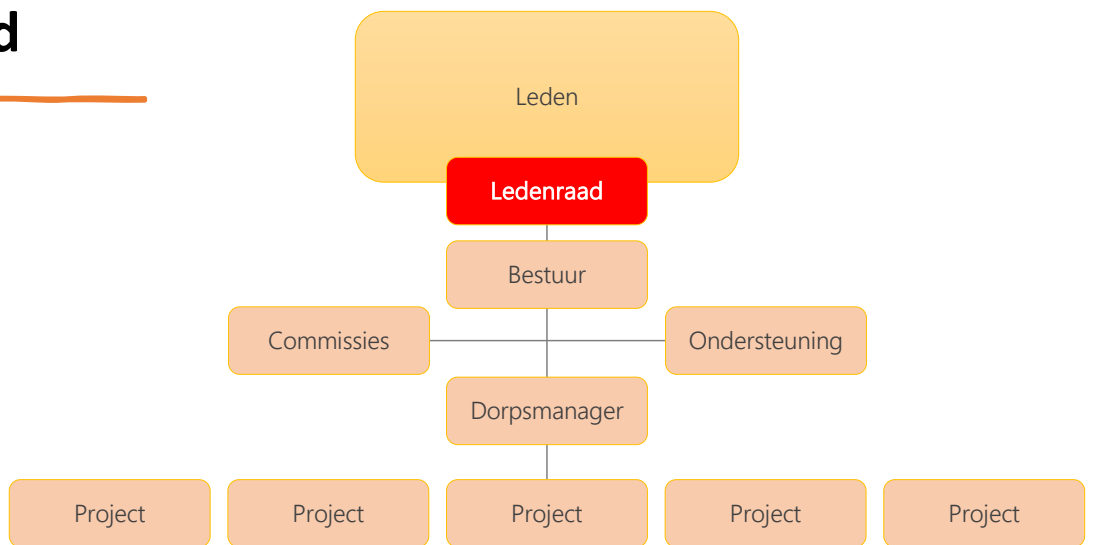 d
Leden
Ledenraad
Bestuur
Commissies
Ondersteuning
Dorpsmanager
Project
Project
Project
Project
Project